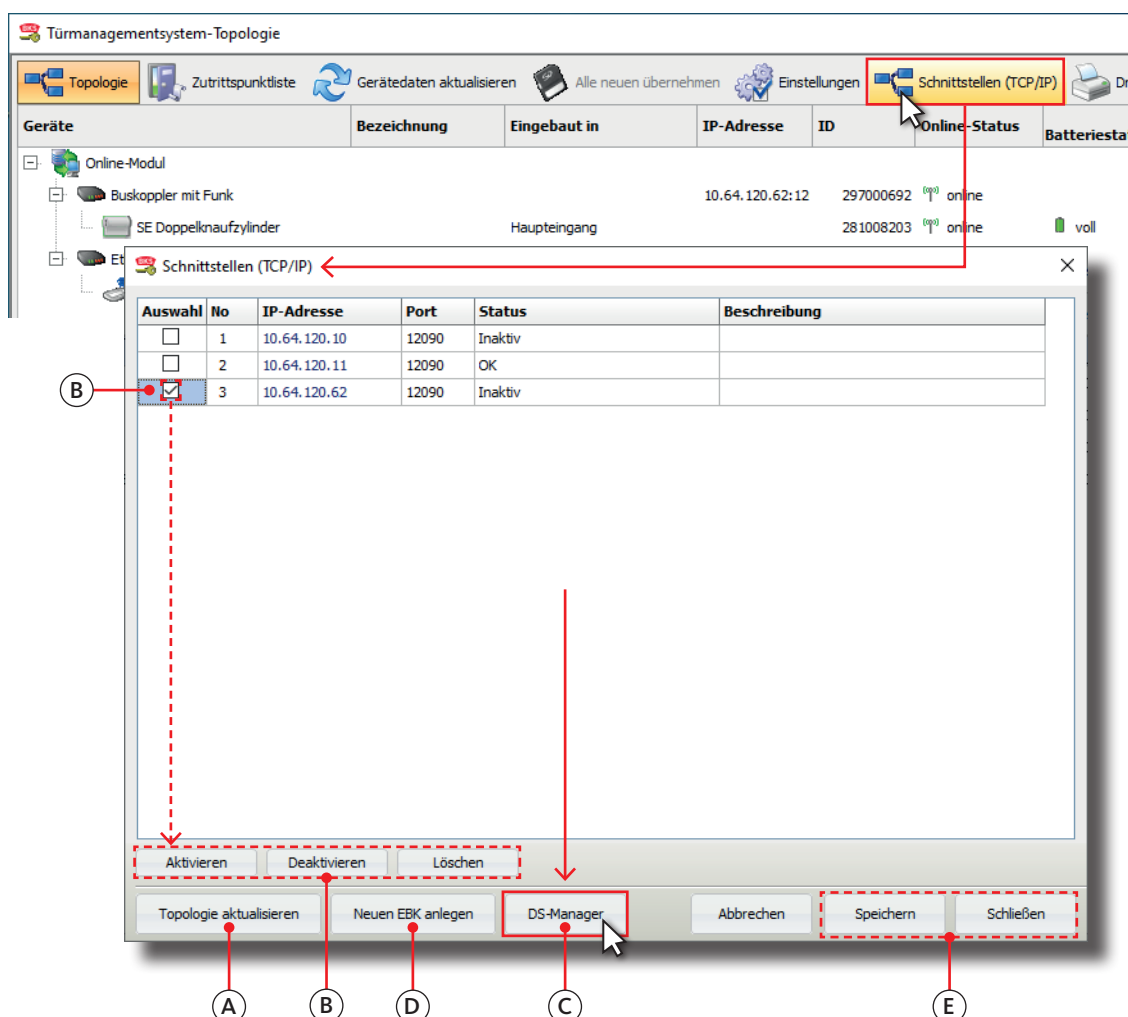 Türmanagementsystem-Topologie
Topologie Zutrittspunktliste Gerätedaten aktualisieren Alle neuen übernehmen Einstellungen Schnittstellen (TCP/IP)
Geräte Bezeichnung Eingebaut in IP-Adresse ID Online-Status Batteriesta
Online-Modul
Buskoppler mit Funk 10.64.120.62:12 297000692 online
SE Doppelknaufzylinder Haupteingang 281008203 online voll
Et
Schnittstellen (TCP/IP)
Auswahl No IP-Adresse Port Status Beschreibung
1 10.64.120.10 12090 Inaktiv
2 10.64.120.11 12090 OK
B 3 10.64.120.62 12090 Inaktiv
Aktivieren Deaktivieren Löschen
Topologie aktualisieren Neuen EBK anlegen DS-Manager Abbrechen Speichern Schließen
A B D C E